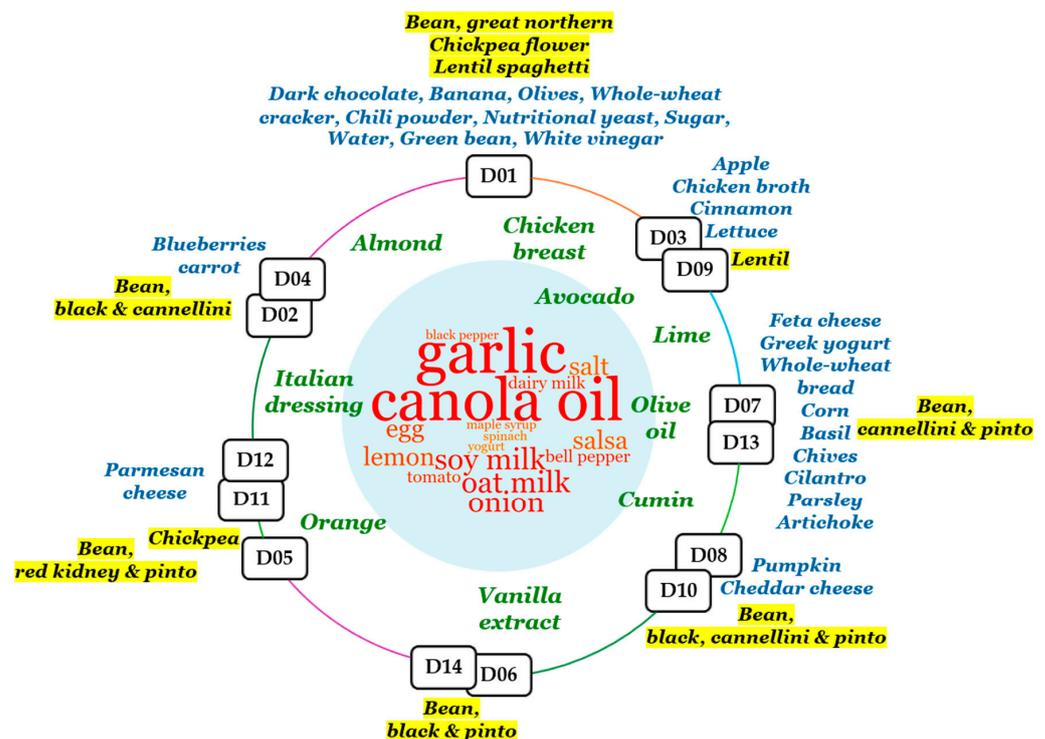 Bean, great northern
Chickpea flower
Lentil spaghetti
Dark chocolate, Banana, Olives, Whole-wheat
cracker, Chili powder, Nutritional yeast, Sugar,
Water, Green bean, White vinegar
D01
Apple
Chicken broth
Cinnamon
Lettuce
D03
D09
Lentil
Almond
Chicken
breast
Blueberries
carrot
D04
D02
Bean,
black & cannellini
Avocado
Lime
Feta cheese
Greek yogurt
Whole-wheat
bread
Corn
Basil
Chives
Cilantro
Parsley
Artichoke
D07
D13
Bean,
cannellini & pinto
Italian
dressing
Olive
oil
black pepper
garlic
salt
dairy milk
canola oil
egg
maple syrup
spinach
yogurt
salsa
lemon
soy milk
bell pepper
tomato
oat.milk
onion
Parmesan
cheese
D12
D11
Orange
Cumin
Chickpea
D05
Bean,
red kidney & pinto
D08
D10
Pumpkin
Cheddar cheese
Bean,
black, cannellini & pinto
Vanilla
extract
D14
D06
Bean,
black & pinto